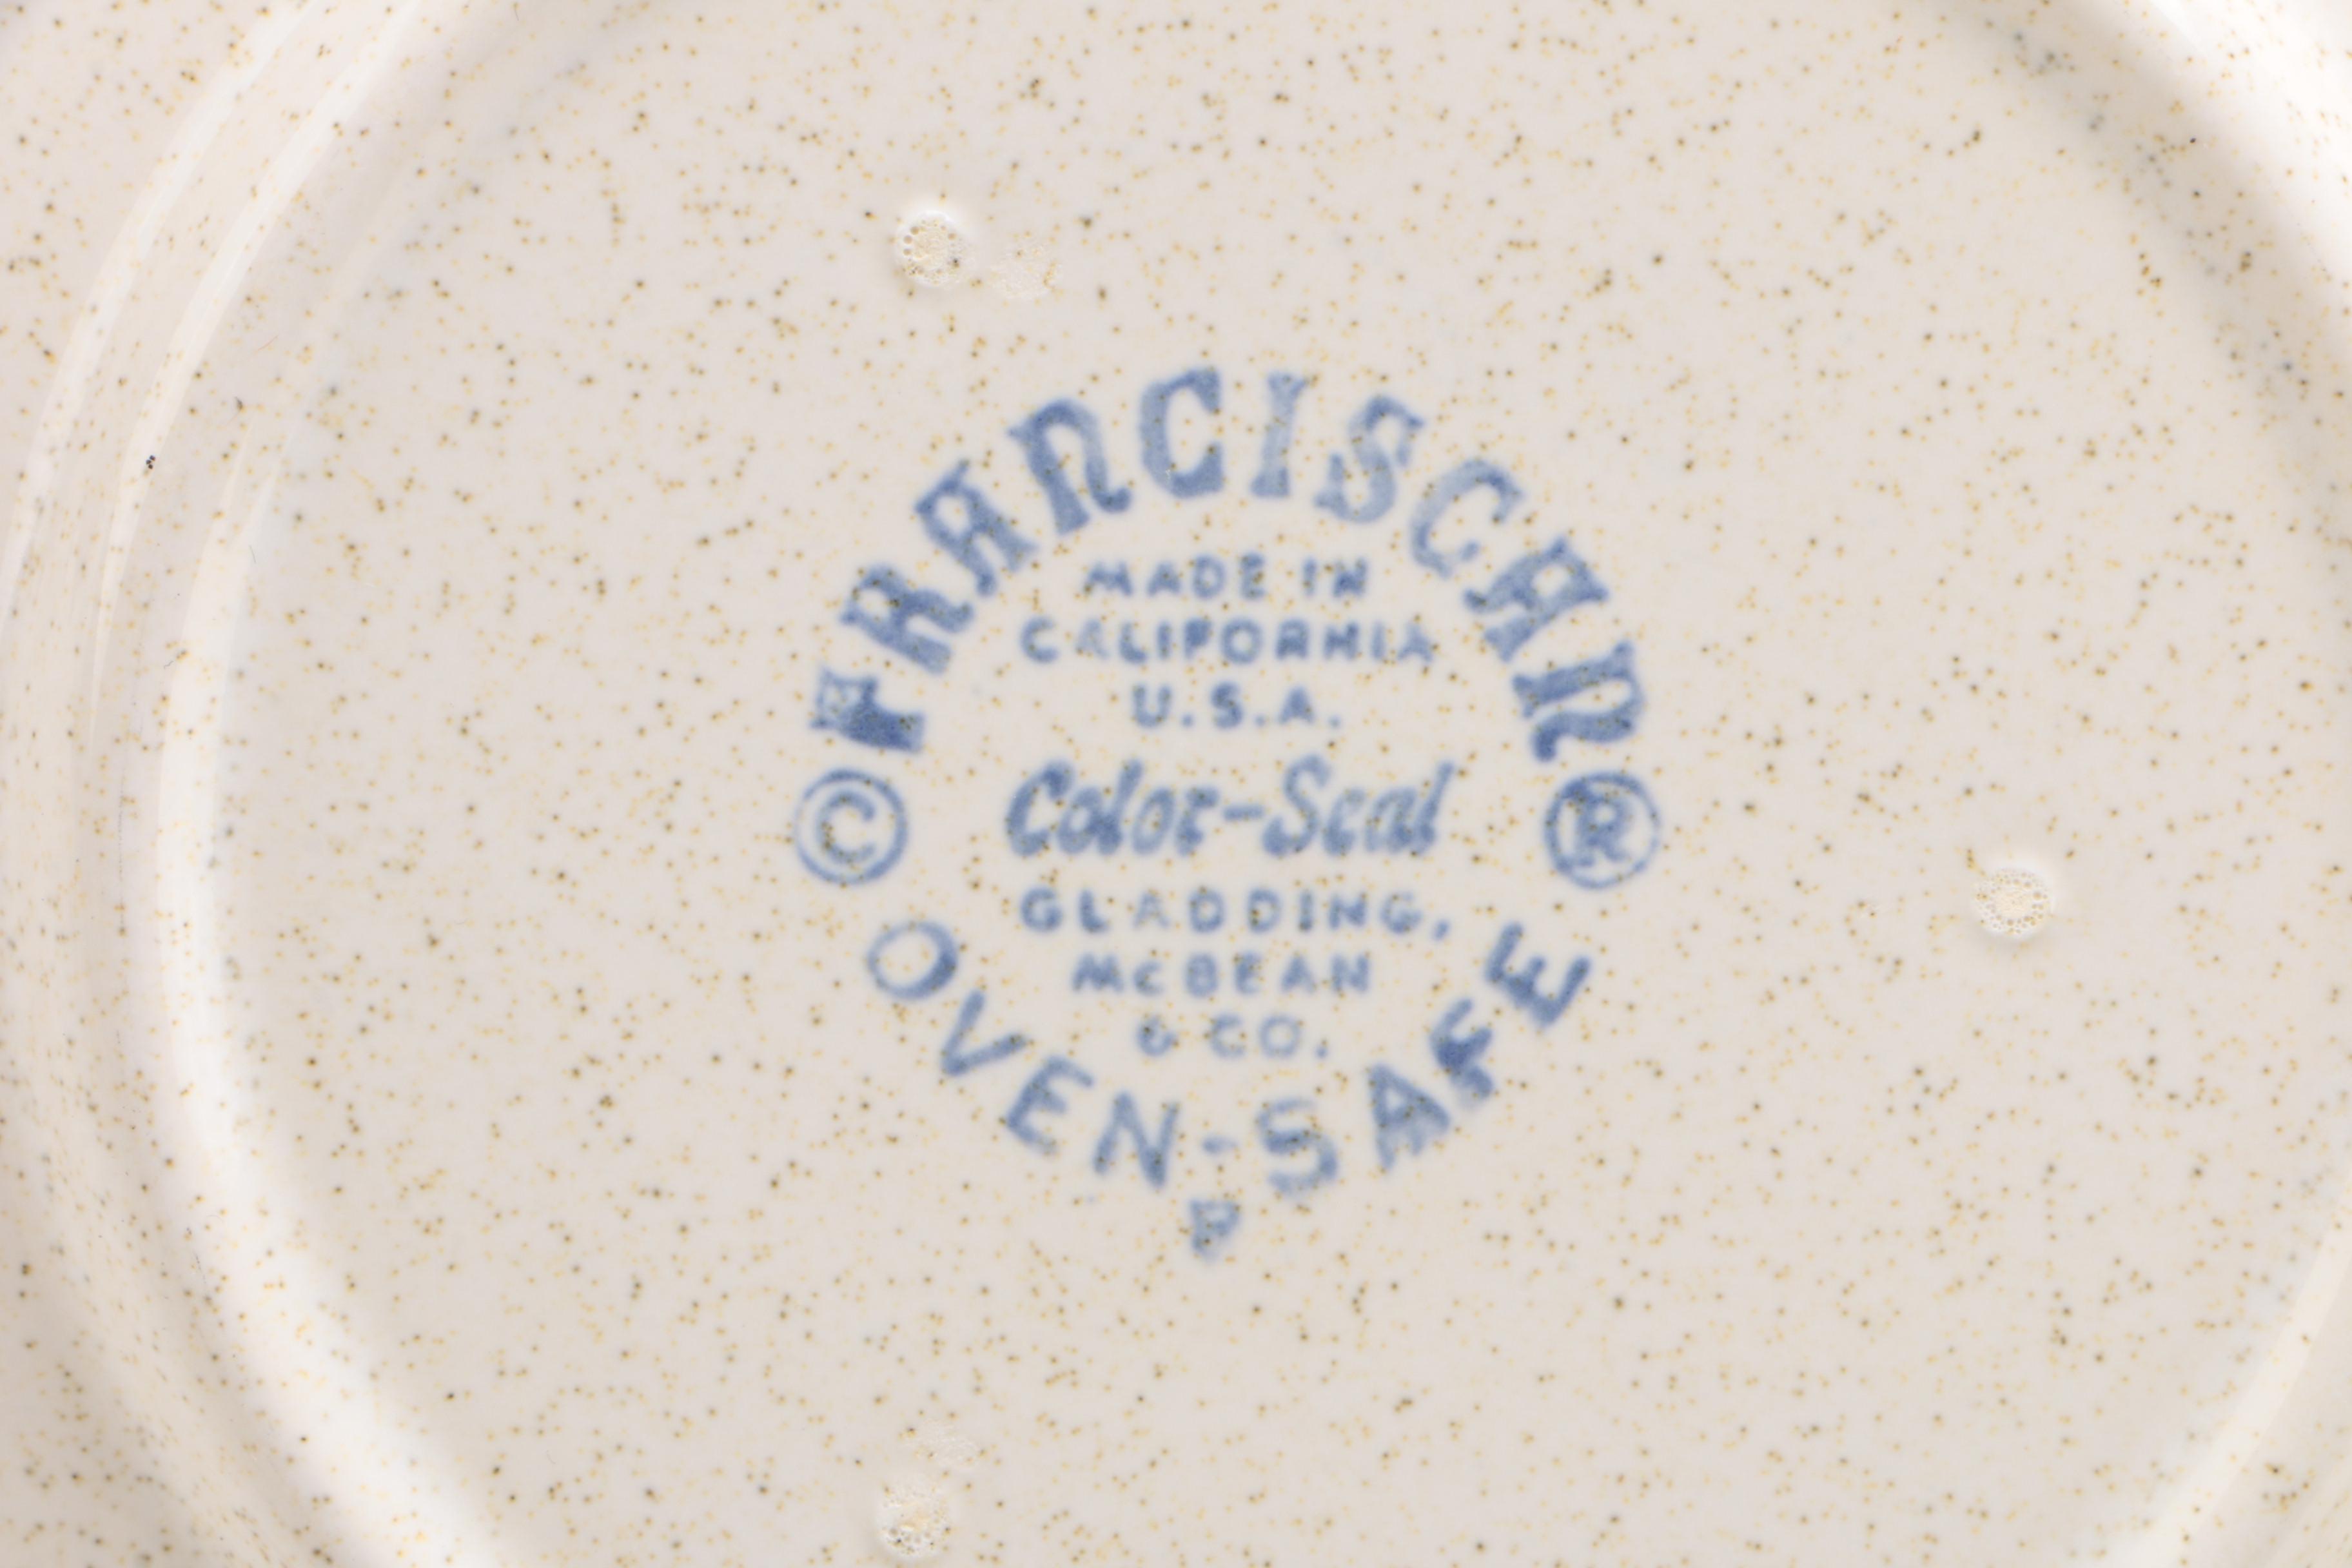 © FRANCISCAN ®
MADE IN
CALIFORNIA
U.S.A.
Color-Seal
GLADDING,
McBEAN
& CO.
OVEN-SAFE